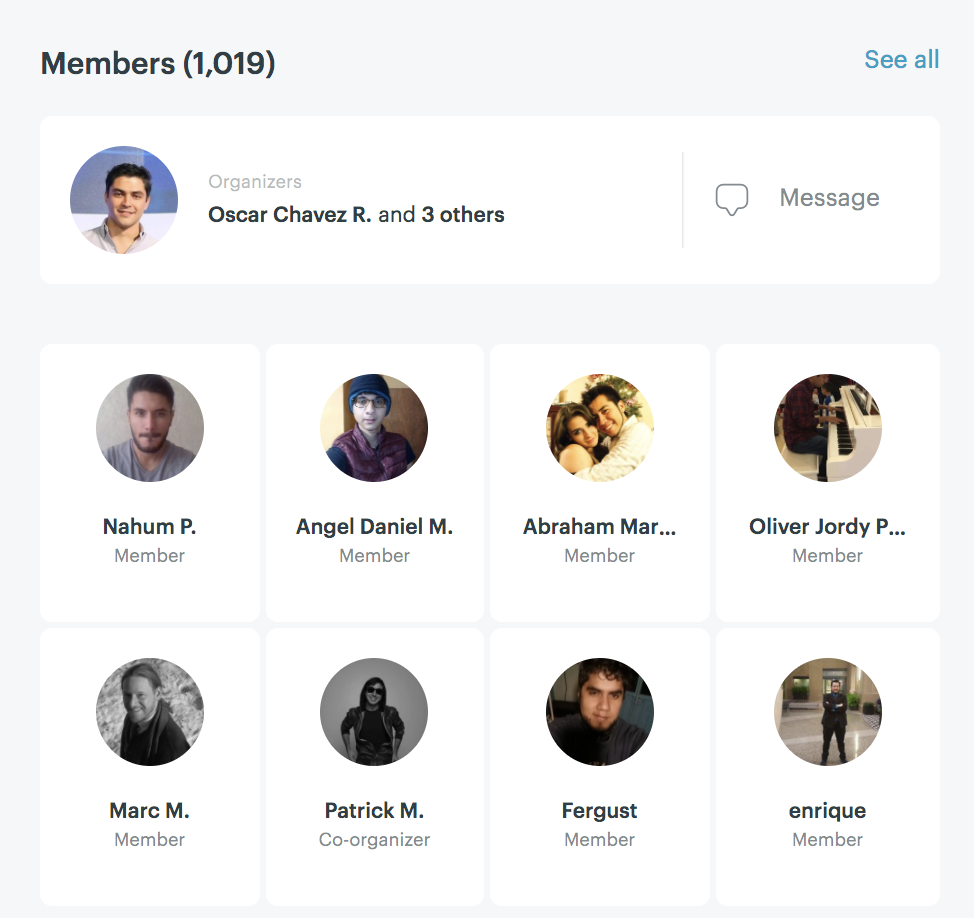 Members (1,019)
See all
Organizers
Oscar Chavez R. and 3 others
Message
Nahum P.
Member
Angel Daniel M.
Member
Abraham Mar...
Member
Oliver Jordy P...
Member
Marc M.
Member
Patrick M.
Co-organizer
Fergust
Member
enrique
Member